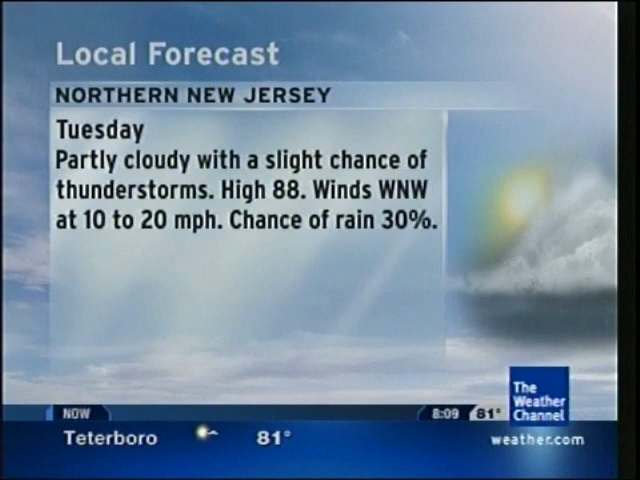 Local Forecast
NORTHERN NEW JERSEY
Tuesday
Partly cloudy with a slight chance of
thunderstorms. High 88. Winds WNW
at 10 to 20 mph. Chance of rain 30%.
The
Weather
Channel
NOW
8:09 81°
Teterboro 81°
weather.com